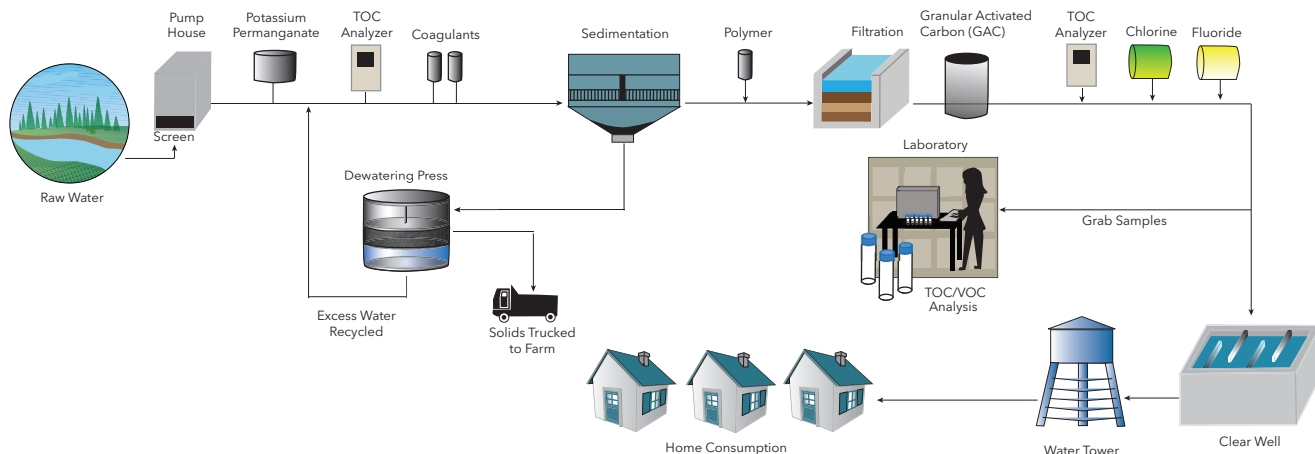 Pump
House
Potassium
Permanganate
TOC
Analyzer
Coagulants
Sedimentation
Polymer
Filtration
Granular Activated
Carbon (GAC)
TOC
Analyzer
Chlorine
Fluoride
Screen
Raw Water
Dewatering Press
Laboratory
Grab Samples
TOC/VOC
Analysis
Excess Water
Recycled
Solids Trucked
to Farm
Home Consumption
Water Tower
Clear Well